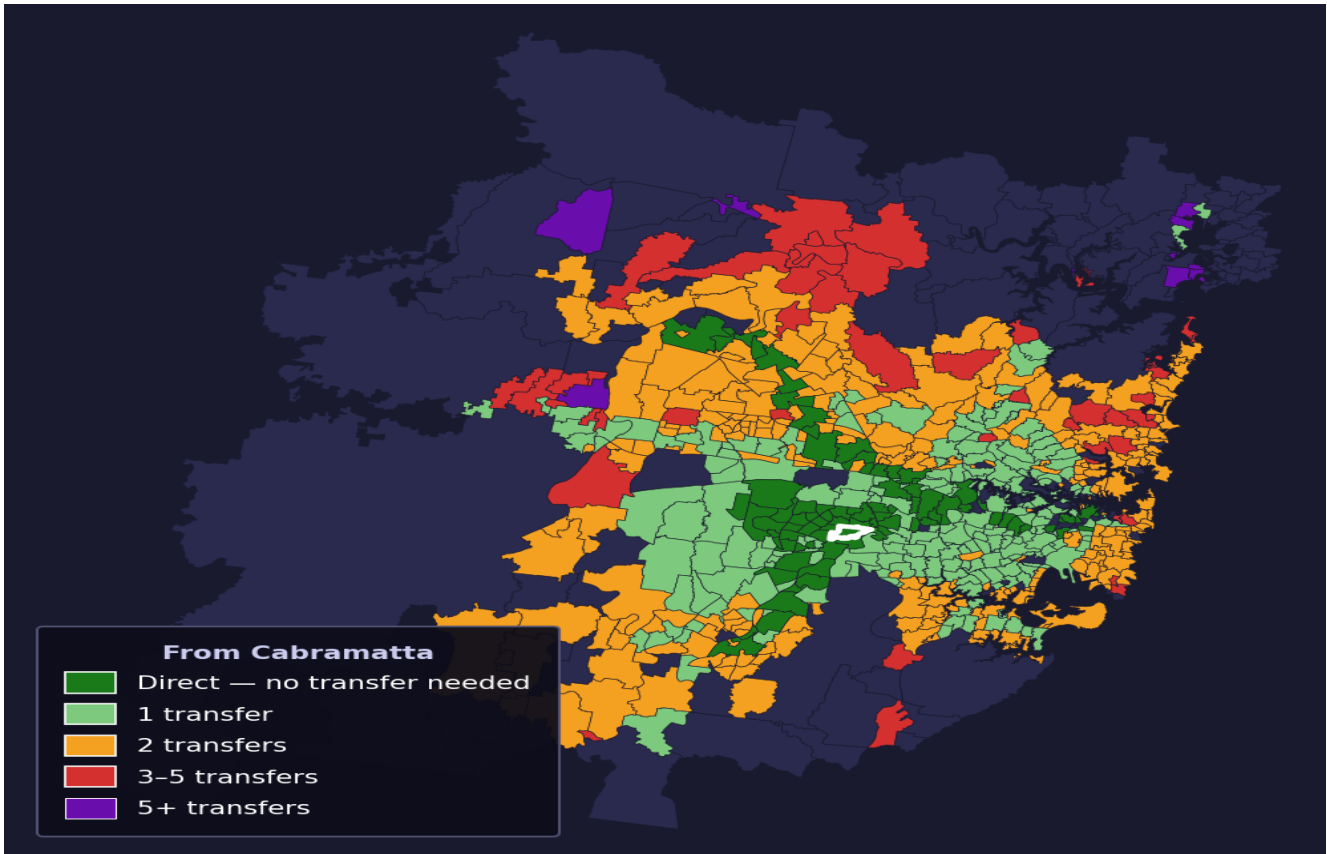 From Cabramatta
Direct — no transfer needed
1 transfer
2 transfers
3–5 transfers
5+ transfers